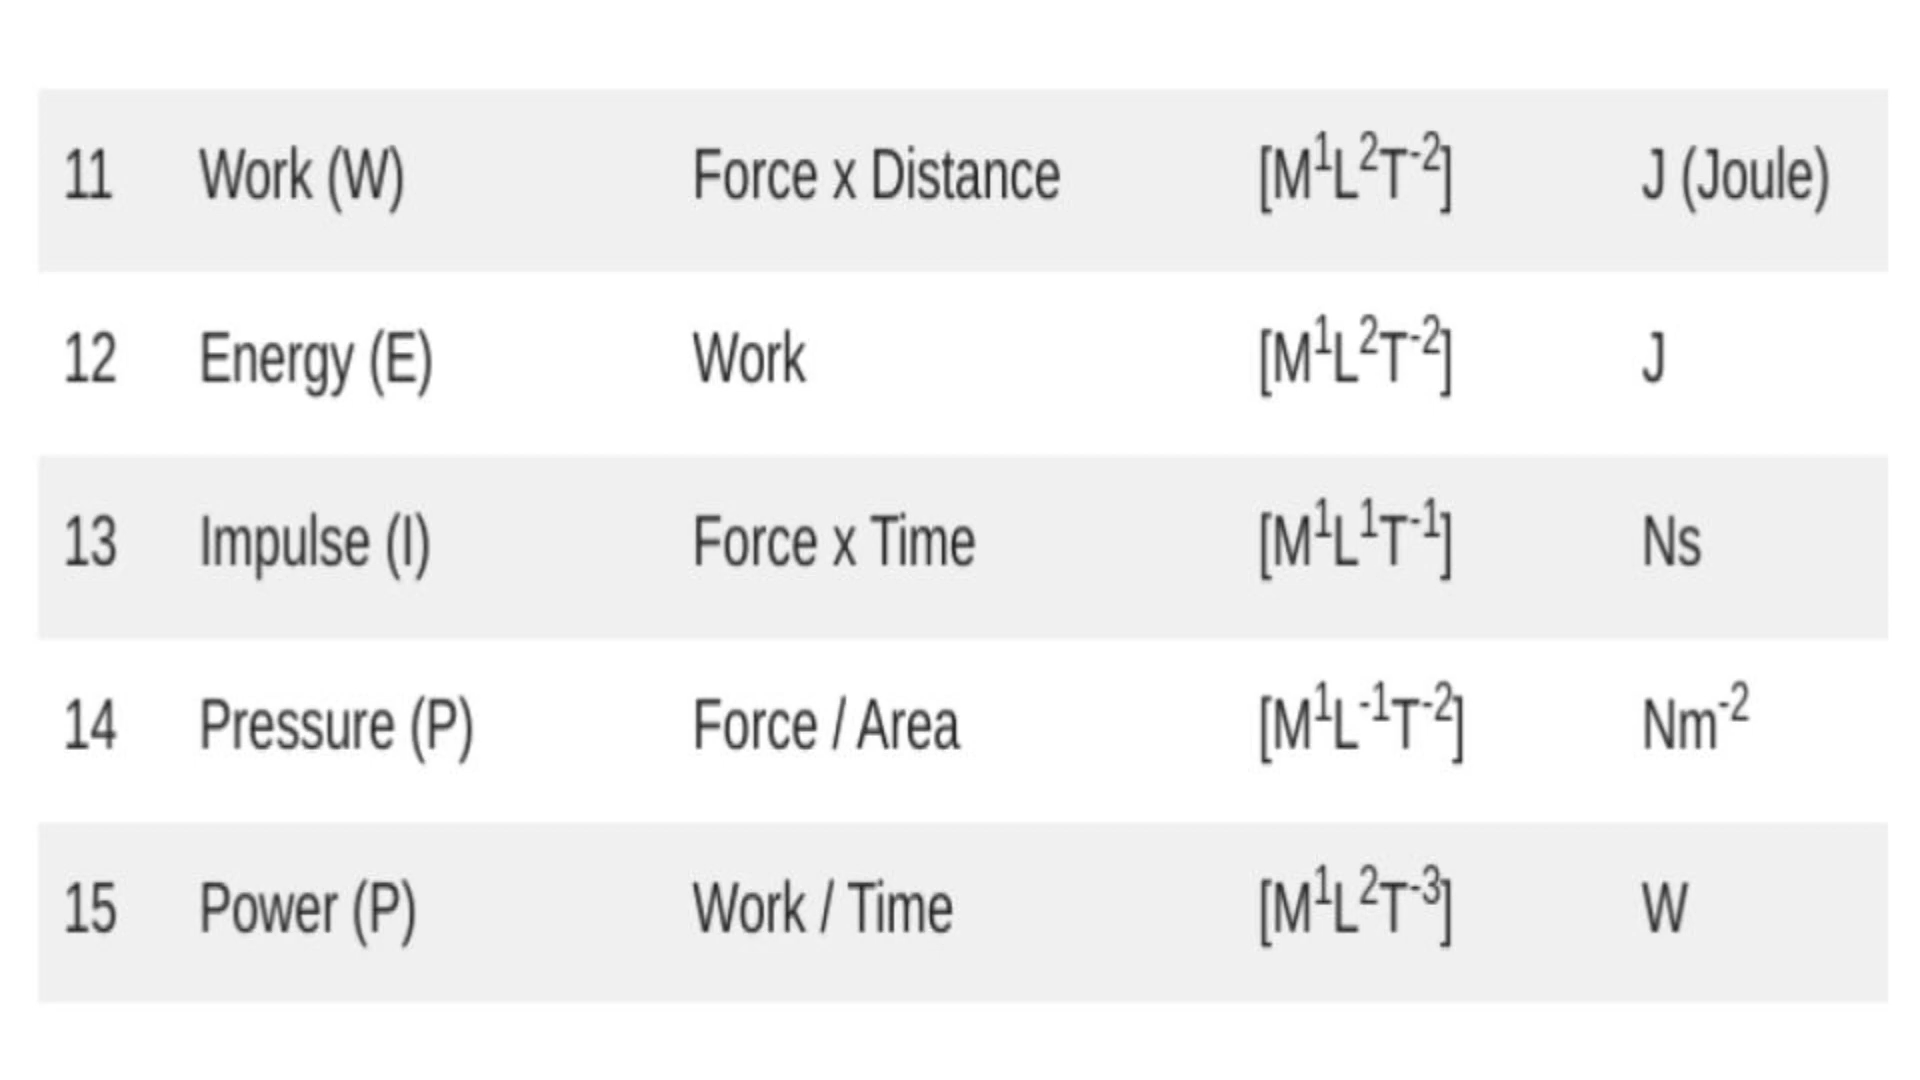 11 Work (W) Force x Distance [M¹L²T⁻²] J (Joule)
12 Energy (E) Work [M¹L²T⁻²] J
13 Impulse (I) Force x Time [M¹L¹T⁻¹] Ns
14 Pressure (P) Force / Area [M¹L⁻¹T⁻²] Nm⁻²
15 Power (P) Work / Time [M¹L²T⁻³] W